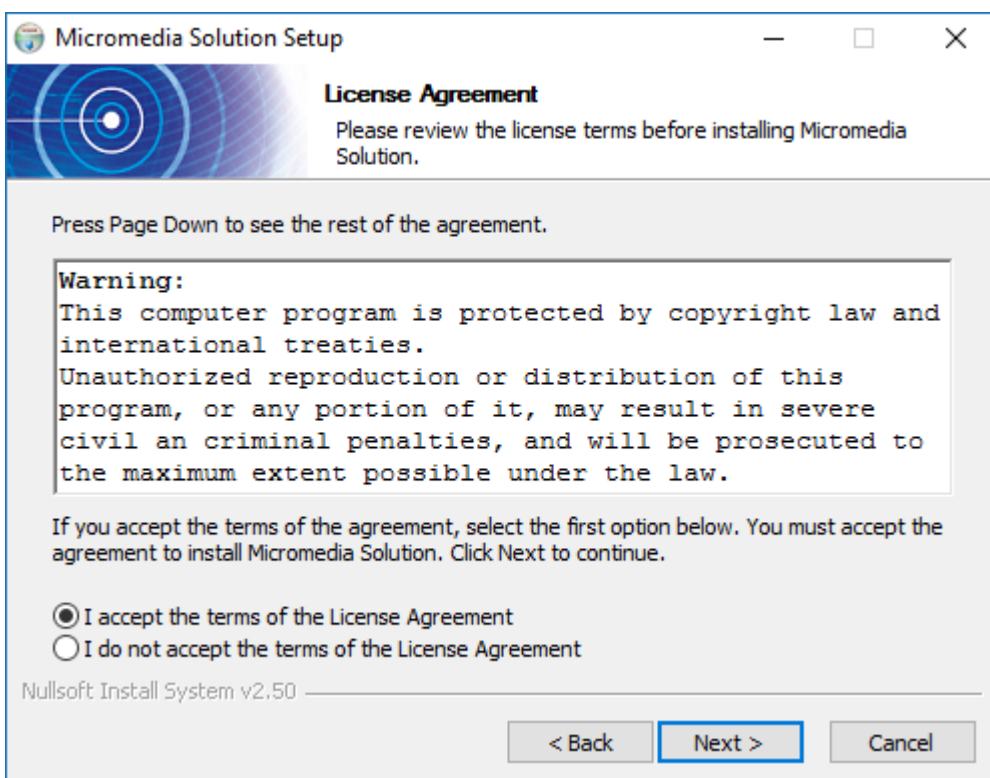 Micromedia Solution Setup
License Agreement
Please review the license terms before installing Micromedia
Solution.
Press Page Down to see the rest of the agreement.
Warning:
This computer program is protected by copyright law and
international treaties.
Unauthorized reproduction or distribution of this
program, or any portion of it, may result in severe
civil an criminal penalties, and will be prosecuted to
the maximum extent possible under the law.
If you accept the terms of the agreement, select the first option below. You must accept the
agreement to install Micromedia Solution. Click Next to continue.
I accept the terms of the License Agreement
I do not accept the terms of the License Agreement
Nullsoft Install System v2.50
< Back Next > Cancel